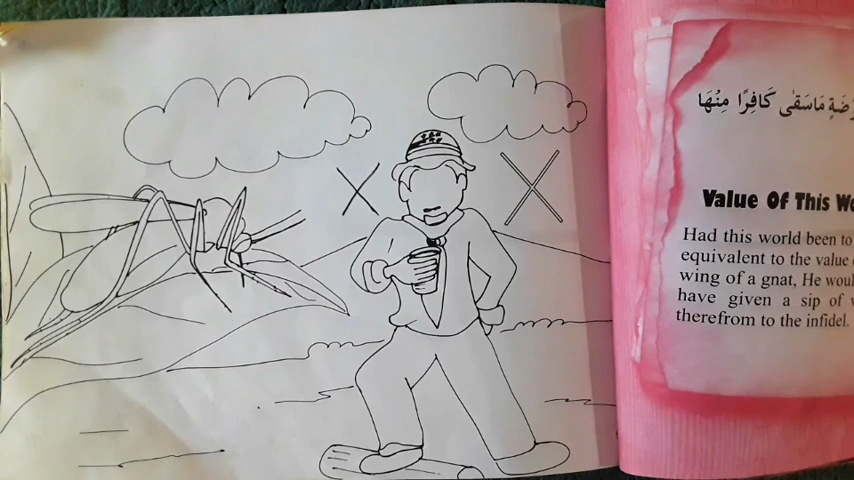 مَاسَقٰى كَافِرًا مِنْهَا
Value Of This
Had this world been to
equivalent to the value
wing of a gnat, He
have given a sip of
therefrom to the infidel.